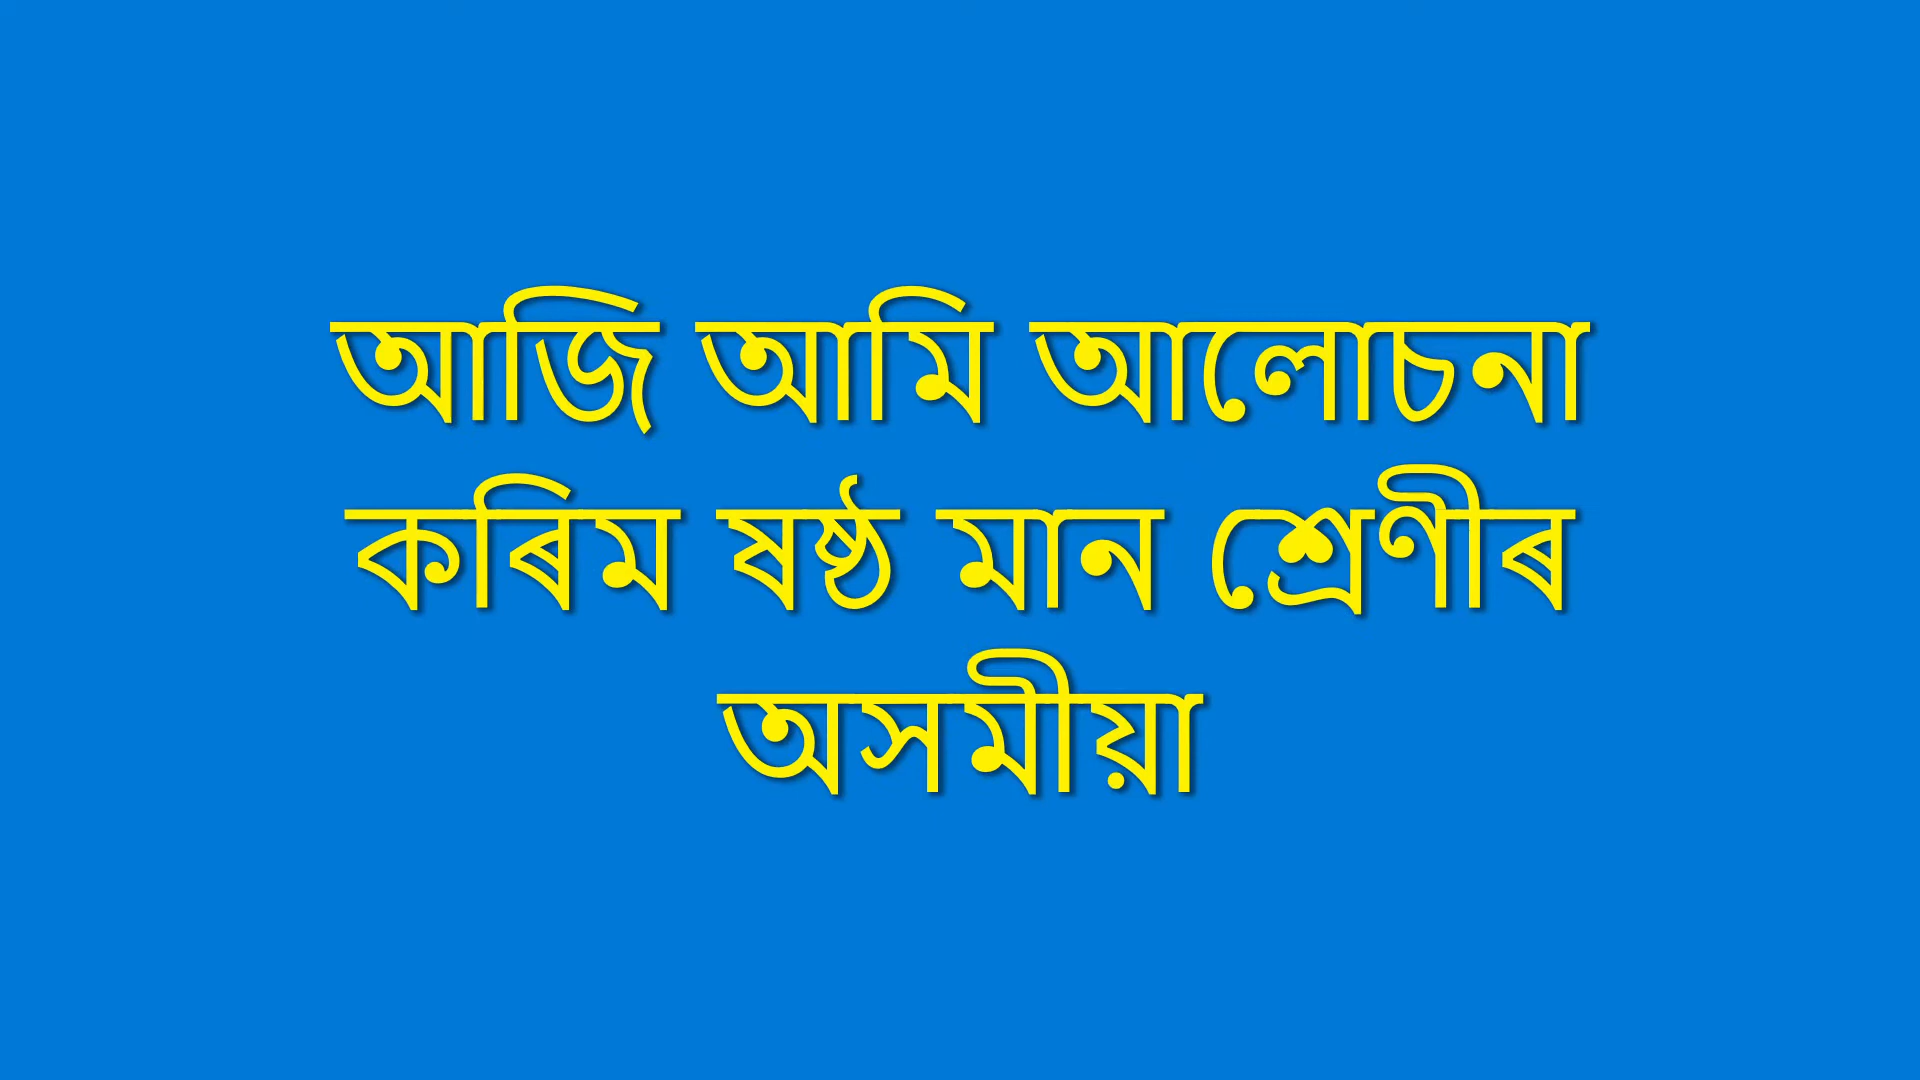 আজি আমি আলোচনা
কৰিম ষষ্ঠ মান শ্ৰেণীৰ
অসমীয়া